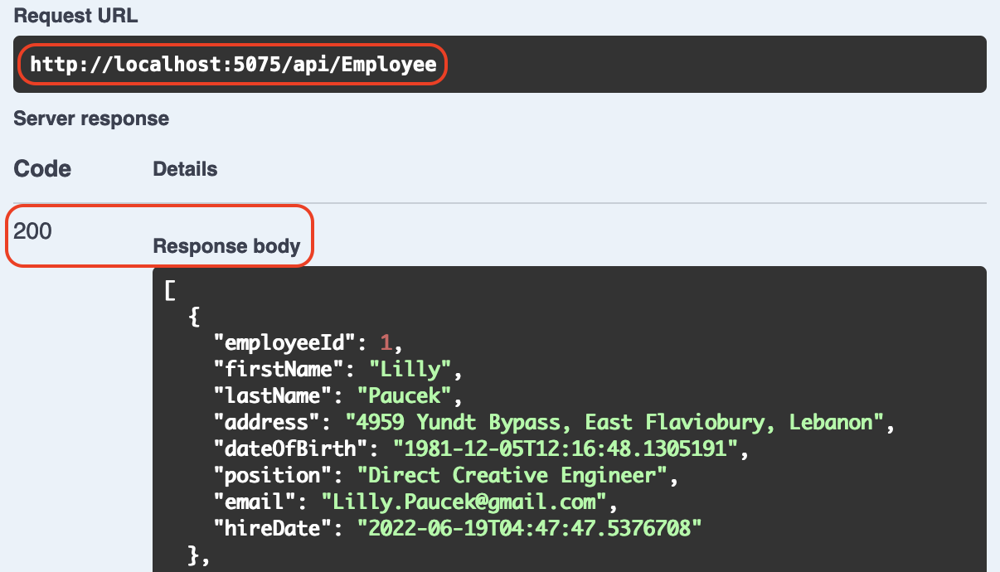 Request URL
http://localhost:5075/api/Employee
Server response
Code Details
200
Response body
[
{
"employeeId": 1,
"firstName": "Lilly",
"lastName": "Paucek",
"address": "4959 Yundt Bypass, East Flaviobury, Lebanon",
"dateOfBirth": "1981-12-05T12:16:48.1305191",
"position": "Direct Creative Engineer",
"email": "Lilly.Paucek@gmail.com",
"hireDate": "2022-06-19T04:47:47.5376708"
},